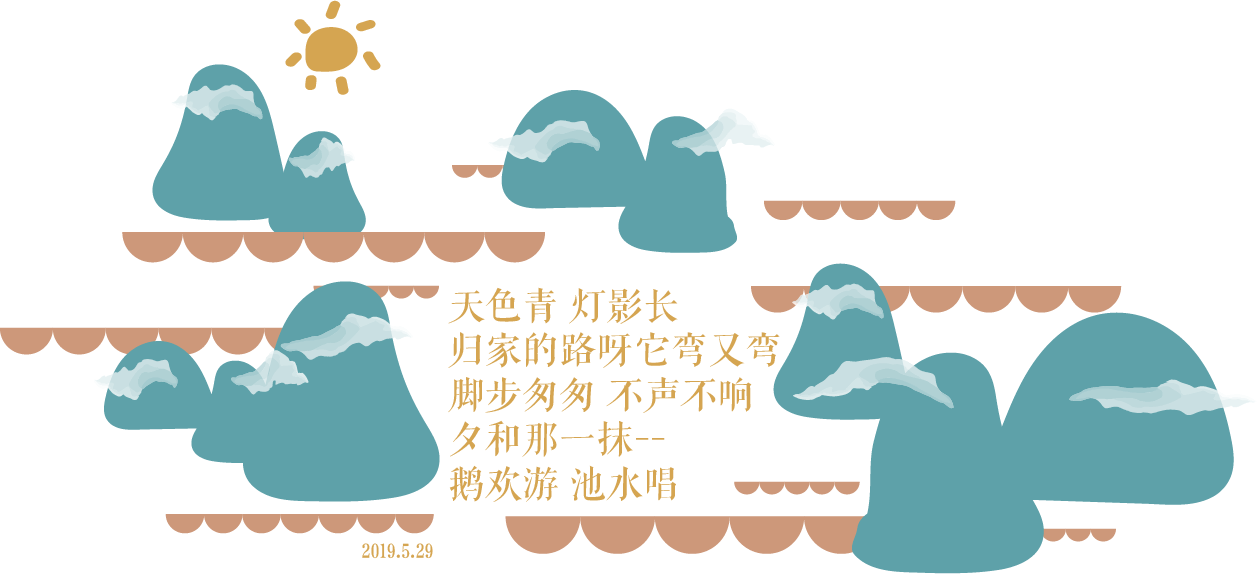 天色青 灯影长
归家的路呀它弯又弯
脚步匆匆 不声不响
夕和那一抹--
鹅欢游 池水唱
2019.5.29